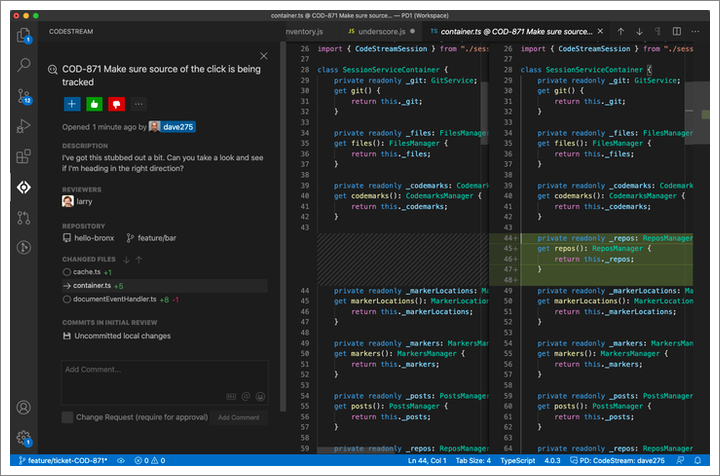 container.ts @ COD-871 Make sure source... — PD1 (Workspace)
CODESTREAM
nventory.js
JS underscore.js
TS container.ts @ COD-871 Make sure source...
COD-871 Make sure source of the click is being
tracked
Opened 1 minute ago by dave275
DESCRIPTION
I've got this stubbed out a bit. Can you take a look and see
if I'm heading in the right direction?
REVIEWERS
larry
REPOSITORY
hello-bronx feature/bar
CHANGED FILES
cache.ts +1
container.ts +5
documentEventHandler.ts +8 -1
COMMITS IN INITIAL REVIEW
Uncommitted local changes
Add Comment...
Change Request (require for approval) Add Comment
1
12
1
26 import { CodeStreamSession } from "./sess
27
28 class SessionServiceContainer {
29 private readonly _git: GitService;
30 get git() {
31 return this._git;
32 }
33
34 private readonly _files: FilesManager
35 get files(): FilesManager {
36 return this._files;
37 }
38
39 private readonly _codemarks: Codemark
40 get codemarks(): CodemarksManager {
41 return this._codemarks;
42 }
43
44 private readonly _markerLocations: Ma
45 get markerLocations(): MarkerLocation
46 return this._markerLocations;
47 }
48
49 private readonly _markers: MarkersMan
50 get markers(): MarkersManager {
51 return this._markers;
52 }
53
54 private readonly _posts: PostsManager
55 get posts(): PostsManager {
56 return this._posts;
57 }
58
59 private readonly _repos: ReposManager
26 import { CodeStreamSession } from "./sess
27
28 class SessionServiceContainer {
29 private readonly _git: GitService;
30 get git() {
31 return this._git;
32 }
33
34 private readonly _files: FilesManager
35 get files(): FilesManager {
36 return this._files;
37 }
38
39 private readonly _codemarks: Codemark
40 get codemarks(): CodemarksManager {
41 return this._codemarks;
42 }
43
44+ private readonly _repos: ReposManager
45+ get repos(): ReposManager {
46+ return this._repos;
47+ }
48+
49 private readonly _markerLocations: Ma
50 get markerLocations(): MarkerLocation
51 return this._markerLocations;
52 }
53
54 private readonly _markers: MarkersMan
55 get markers(): MarkersManager {
56 return this._markers;
57 }
58
59 private readonly _posts: PostsManager
60 get posts(): PostsManager {
61 return this._posts;
62 }
63
64 private readonly _repos: ReposManager
feature/ticket-COD-871* 0 0 Ln 44, Col 1 Tab Size: 4 TypeScript 4.0.3 PD: CodeStream: dave275